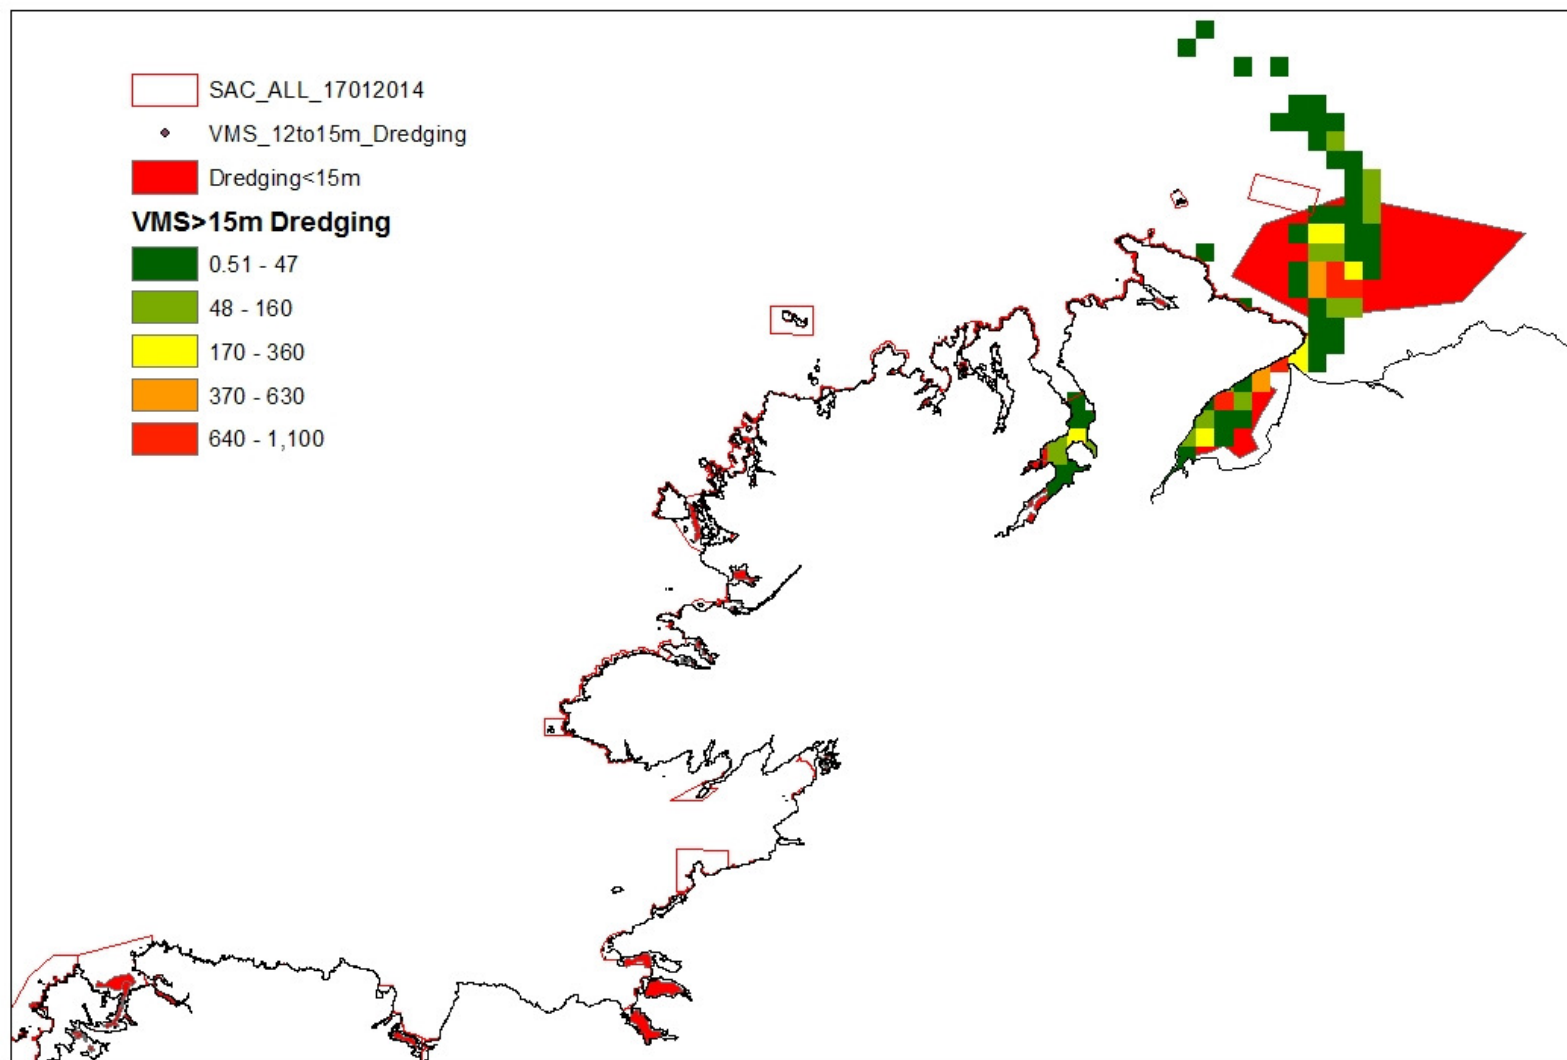 SAC_ALL_17012014
VMS_12to15m_Dredging
Dredging<15m
VMS>15m Dredging
0.51 - 47
48 - 160
170 - 360
370 - 630
640 - 1,100